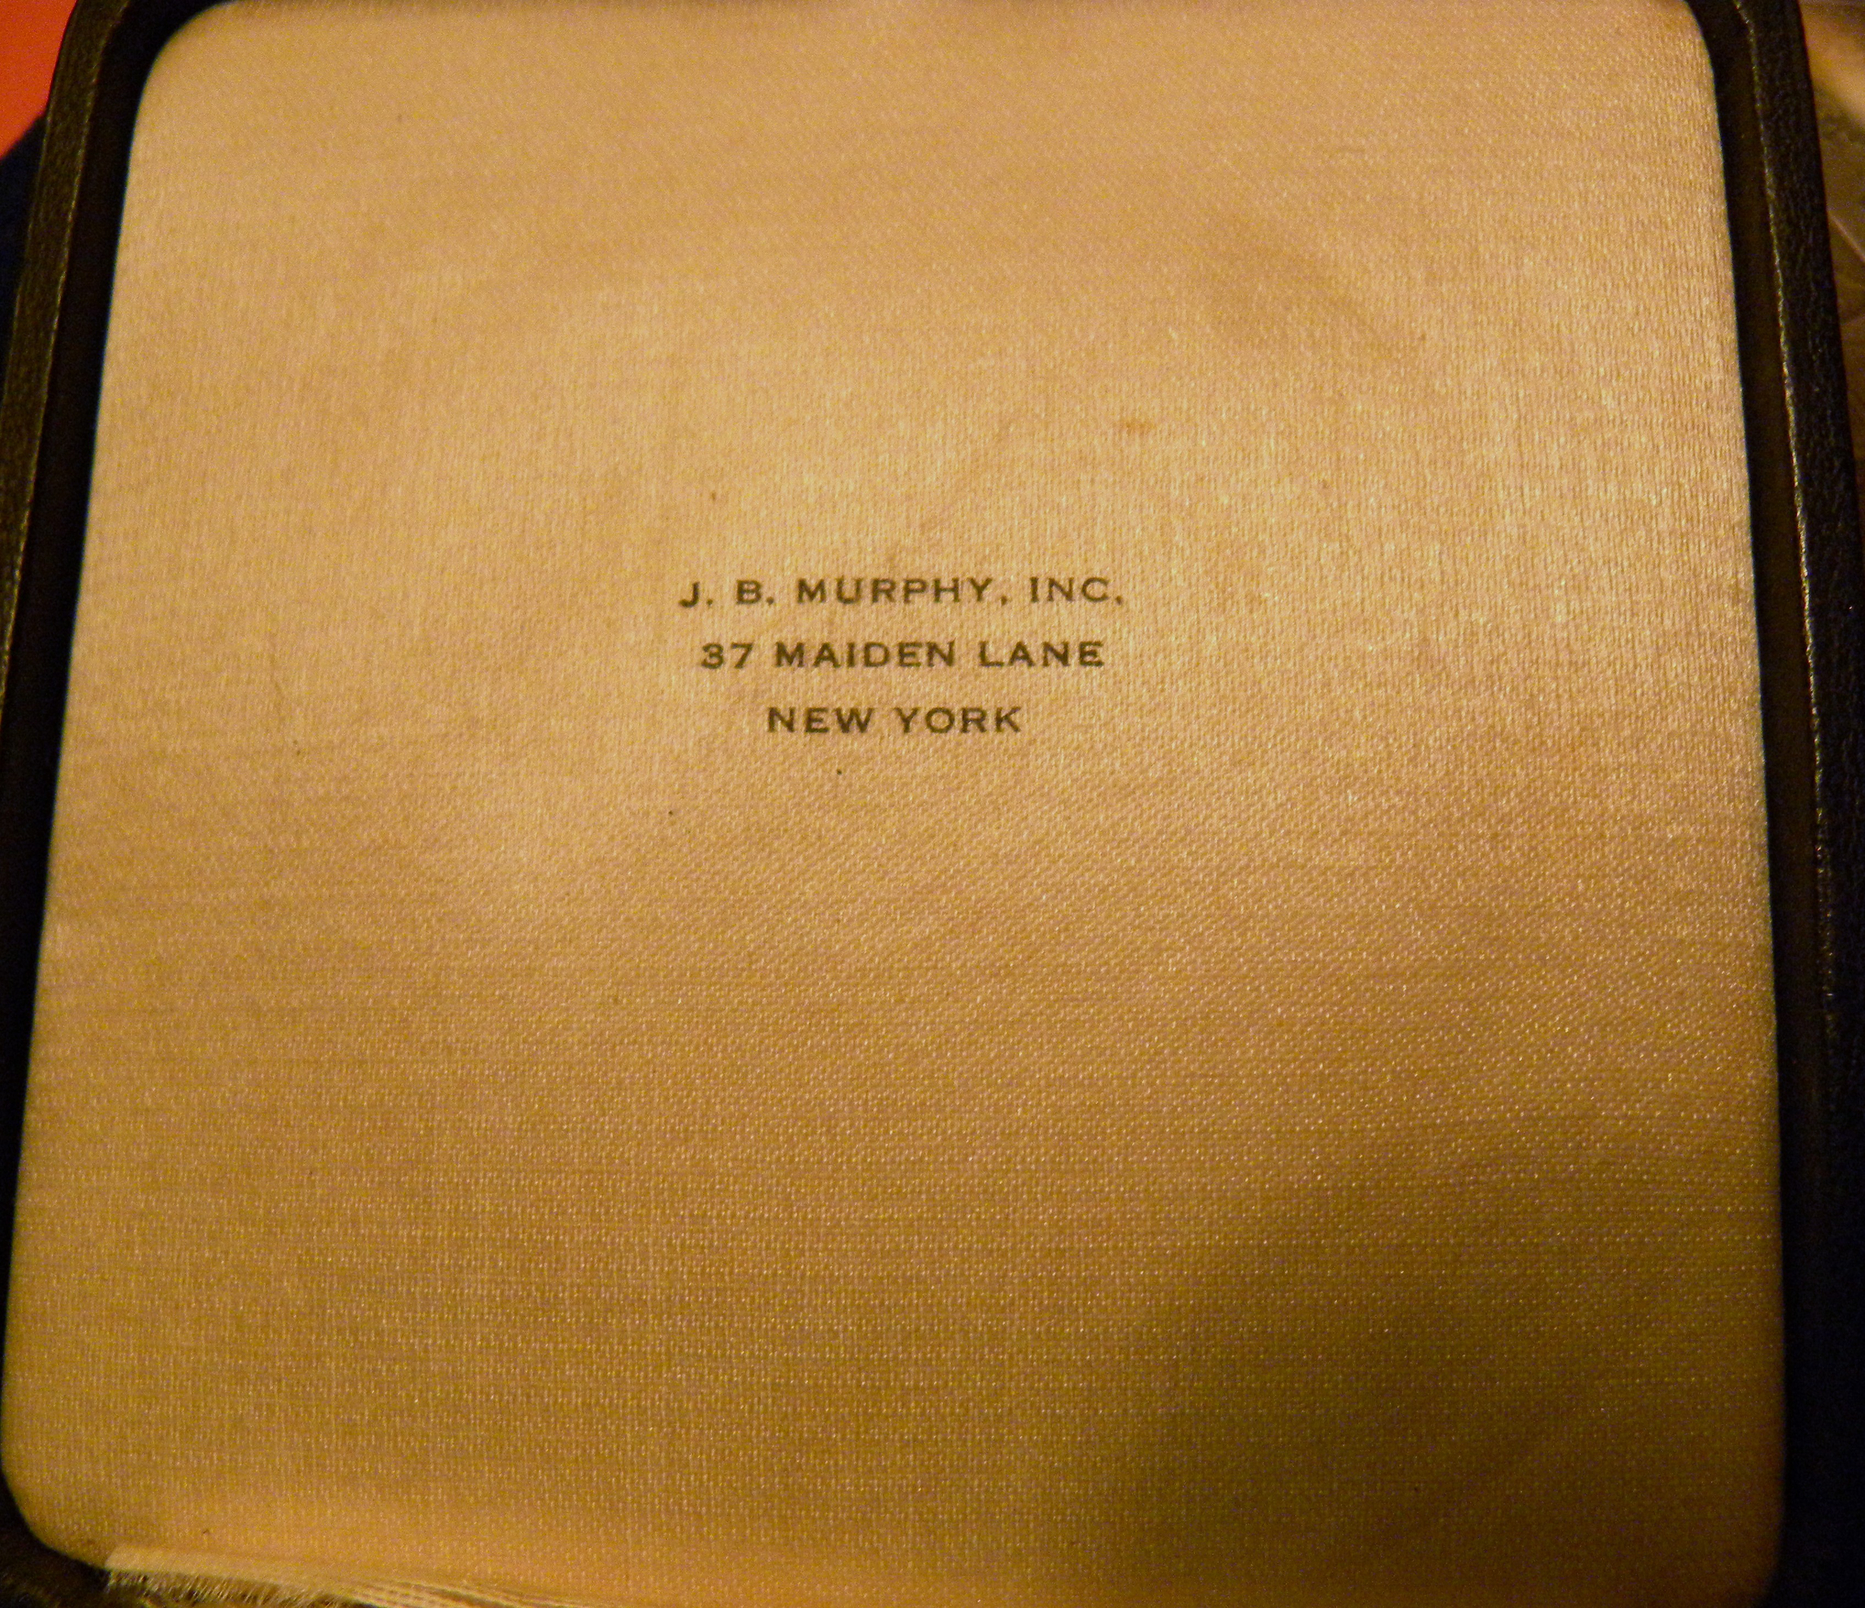 J. B. MURPHY, INC.
37 MAIDEN LANE
NEW YORK